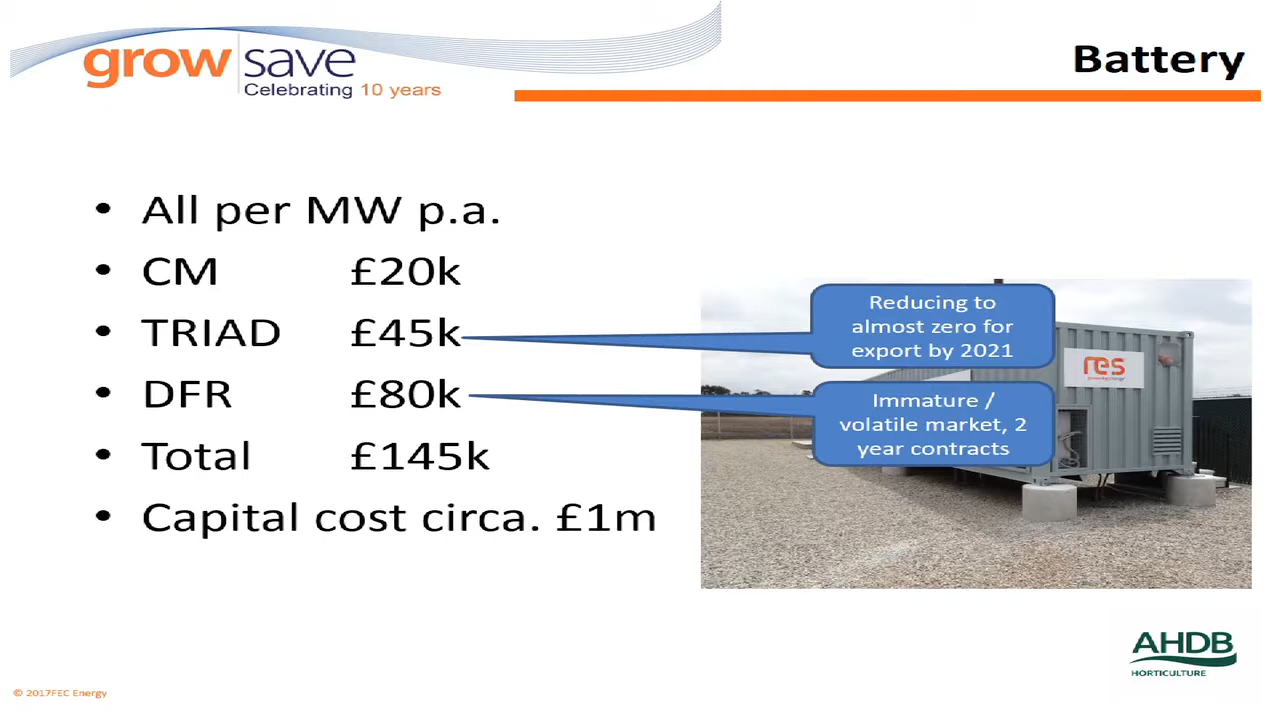 grow save
Celebrating 10 years
Battery
• All per MW p.a.
• CM £20k
• TRIAD £45k
• DFR £80k
• Total £145k
• Capital cost circa. £1m
Reducing to
almost zero for
export by 2021
Immature /
volatile market, 2
year contracts
res
AHDB
HORTICULTURE
© 2017FEC Energy